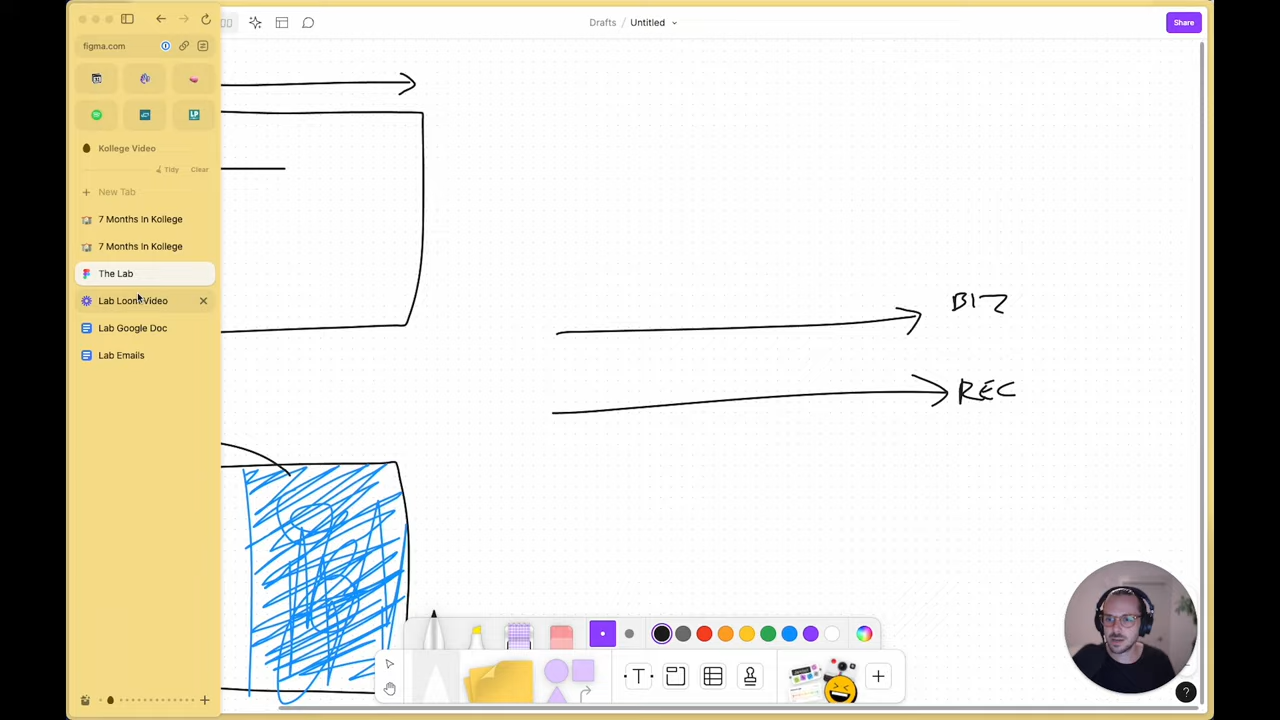 figma.com
Kollege Video
Tidy Clear
New Tab
7 Months In Kollege
7 Months In Kollege
The Lab
Lab Loom Video
Lab Google Doc
Lab Emails
Drafts / Untitled
Share
BIZ
REC
T
?